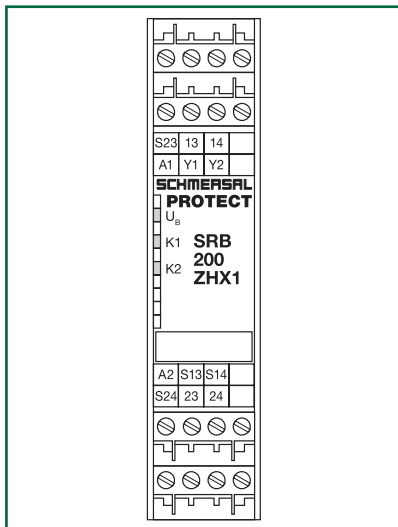 S23 13 14
A1 Y1 Y2
SCHMERSAL
PROTECT
UB
K1
K2
SRB
200
ZHX1
A2 S13 S14
S24 23 24